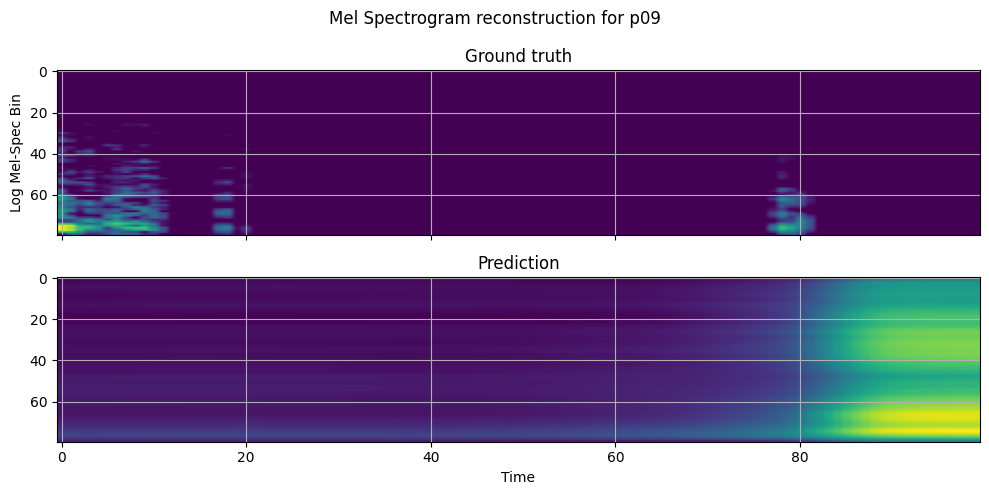 Mel Spectrogram reconstruction for p09
Ground truth
0
20
40
60
Log Mel-Spec Bin
Prediction
0
20
40
60
0 20 40 60 80
Time